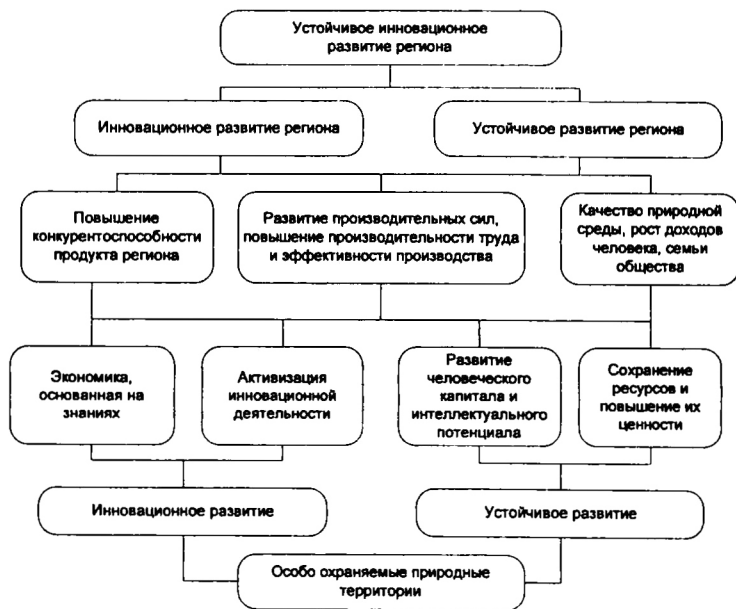 Устойчивое инновационное
развитие региона
Инновационное развитие региона
Устойчивое развитие региона
Повышение
конкурентоспособности
продукта региона
Развитие производительных сил,
повышение производительности труда
и эффективности производства
Качество природной
среды, рост доходов
человека, семьи
общества
Экономика,
основанная на
знаниях
Активизация
инновационной
деятельности
Развитие
человеческого
капитала и
интеллектуального
потенциала
Сохранение
ресурсов и
повышение их
ценности
Инновационное развитие
Устойчивое развитие
Особо охраняемые природные
территории